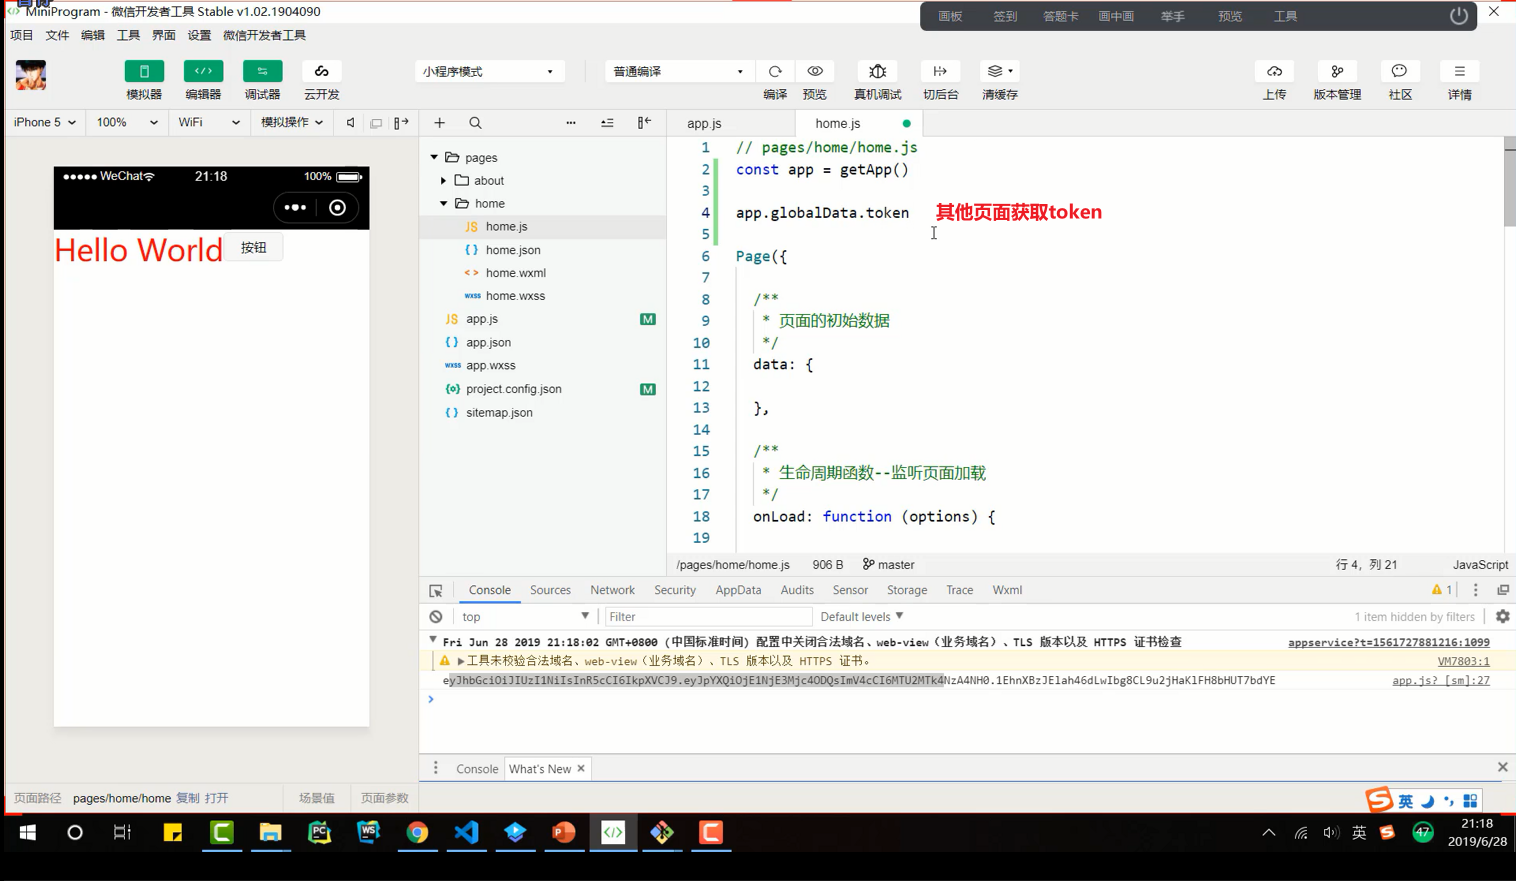 MiniProgram - 微信开发者工具 Stable v1.02.1904090
画板 签到 答题卡 画中画 举手 预览 工具
项目 文件 编辑 工具 界面 设置 微信开发者工具
小程序模式 普通编译
模拟器 编辑器 调试器 云开发 编译 预览 真机调试 切后台 清缓存 上传 版本管理 社区 详情
iPhone 5 100% WiFi 模拟操作
app.js home.js
WeChat 21:18 100%
Hello World 按钮
pages
about
home
JS home.js
{ } home.json
< > home.wxml
wxss home.wxss
JS app.js M
{ } app.json
wxss app.wxss
{o} project.config.json M
{ } sitemap.json
1 // pages/home/home.js
2 const app = getApp()
3
4 app.globalData.token 其他页面获取token
5
6 Page({
7
8 /**
9 * 页面的初始数据
10 */
11 data: {
12
13 },
14
15 /**
16 * 生命周期函数--监听页面加载
17 */
18 onLoad: function (options) {
19
/pages/home/home.js 906 B master 行 4，列 21 JavaScript
Console Sources Network Security AppData Audits Sensor Storage Trace Wxml 1
top Filter Default levels 1 item hidden by filters
Fri Jun 28 2019 21:18:02 GMT+0800 (中国标准时间) 配置中关闭合法域名、web-view（业务域名）、TLS 版本以及 HTTPS 证书检查 appservice?t=1561727881216:1099
工具未校验合法域名、web-view（业务域名）、TLS 版本以及 HTTPS 证书。 VM7803:1
eyJhbGciOiJIUzI1NiIsInR5cCI6IkpXVCJ9.eyJpYXQiOjE1NjE3Mjc4ODQsImV4cCI6MTU2MTk4NzA4NH0.1EhnXBzJElah46dLwIbg8CL9u2jHaKlFH8bHUT7bdYE app.js? [sm]:27
Console What's New
页面路径 pages/home/home 复制 打开 场景值 页面参数
英
英 47
21:18
2019/6/28